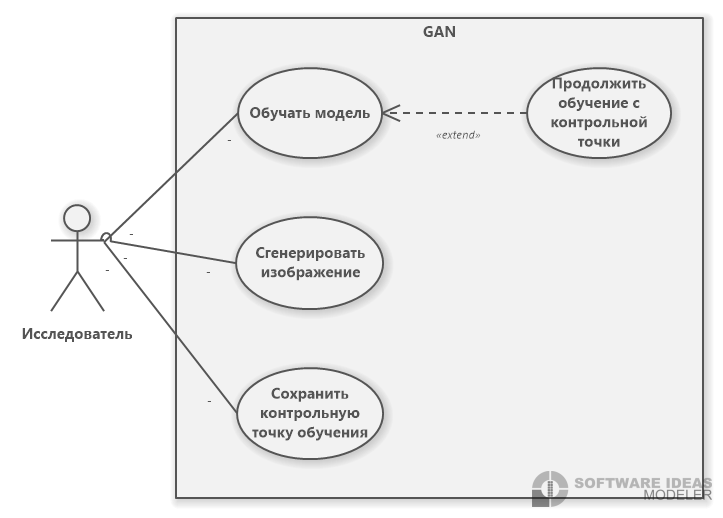 GAN
Обучать модель
Продолжить
обучение с
контрольной
точки
«extend»
-
-
-
-
-
-
Сгенерировать
изображение
Исследователь
Сохранить
контрольную
точку обучения
SOFTWARE IDEAS
MODELER